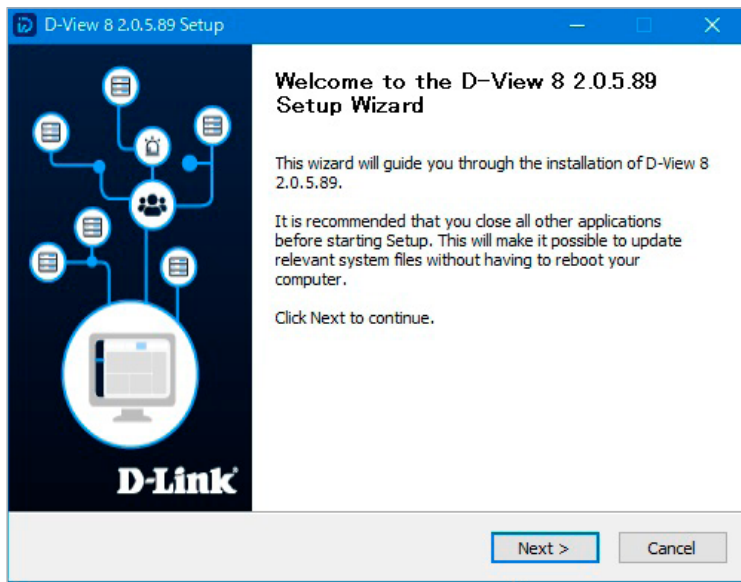 D-View 8 2.0.5.89 Setup
Welcome to the D-View 8 2.0.5.89
Setup Wizard
This wizard will guide you through the installation of D-View 8
2.0.5.89.
It is recommended that you close all other applications
before starting Setup. This will make it possible to update
relevant system files without having to reboot your
computer.
Click Next to continue.
D-Link
Next >
Cancel